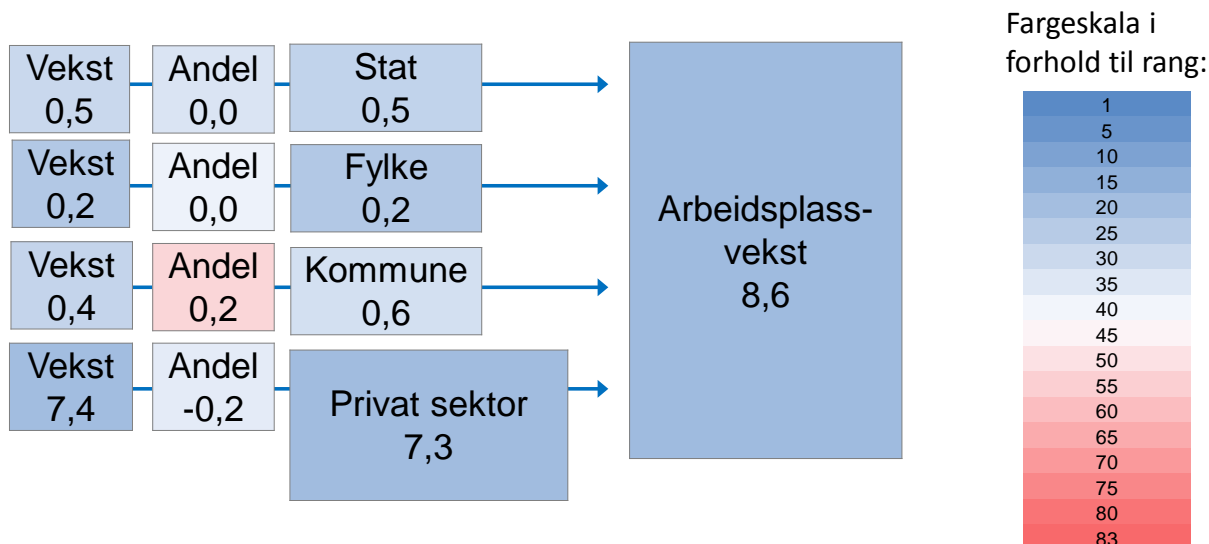 Vekst
0,5
Andel
0,0
Stat
0,5
Vekst
0,2
Andel
0,0
Fylke
0,2
Vekst
0,4
Andel
0,2
Kommune
0,6
Vekst
7,4
Andel
-0,2
Privat sektor
7,3
Arbeidsplass-
vekst
8,6
Fargeskala i
forhold til rang:
1
5
10
15
20
25
30
35
40
45
50
55
60
65
70
75
80
83